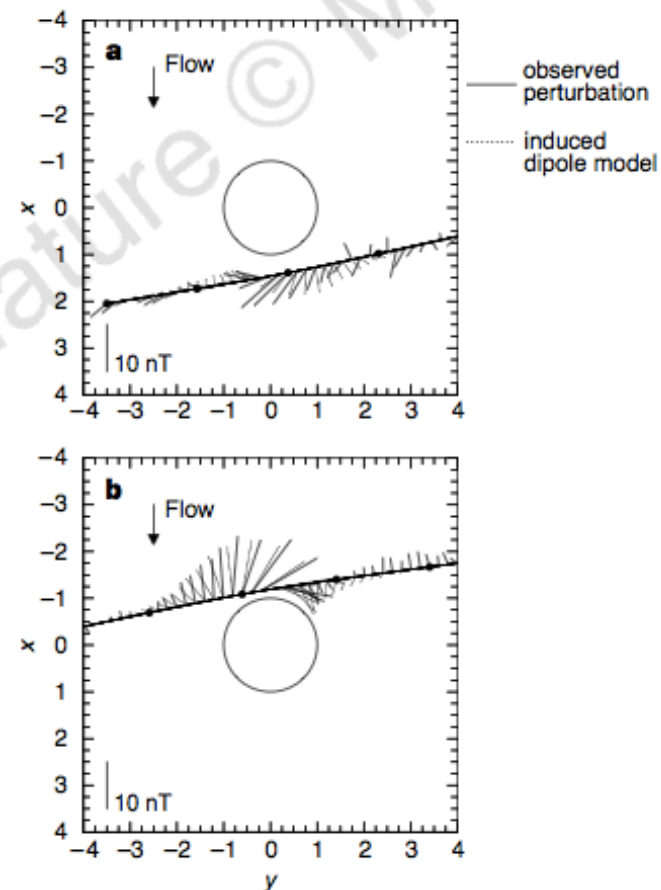 ature © M
a
Flow
observed
perturbation
induced
dipole model
−4
−3
−2
−1
0
1
2
3
4
x
10 nT
−4 −3 −2 −1 0 1 2 3 4
b
Flow
−4
−3
−2
−1
0
1
2
3
4
x
10 nT
−4 −3 −2 −1 0 1 2 3 4
y